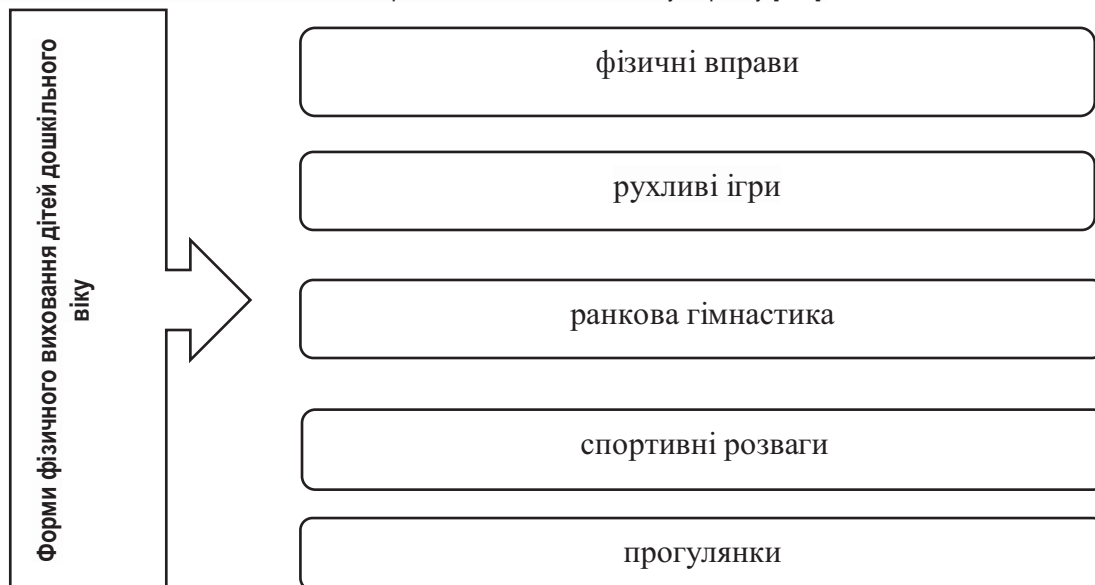 Форми фізичного виховання дітей дошкільного
віку
фізичні вправи
рухливі ігри
ранкова гімнастика
спортивні розваги
прогулянки